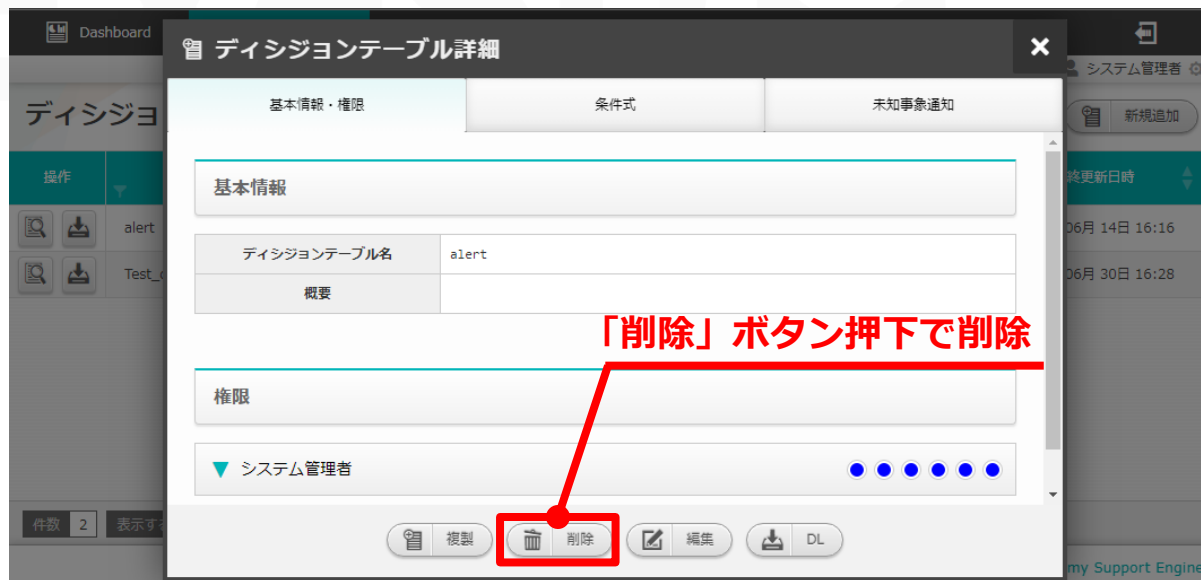 Dashboard
ディシジョンテーブル詳細
システム管理者
ディシジョ
基本情報・権限
条件式
未知事象通知
新規追加
操作
終更新日時
基本情報
alert
06月 14日 16:16
ディシジョンテーブル名
alert
Test_
06月 30日 16:28
概要
「削除」ボタン押下で削除
権限
システム管理者
件数 2 表示す
複製
削除
編集
DL
my Support Engine